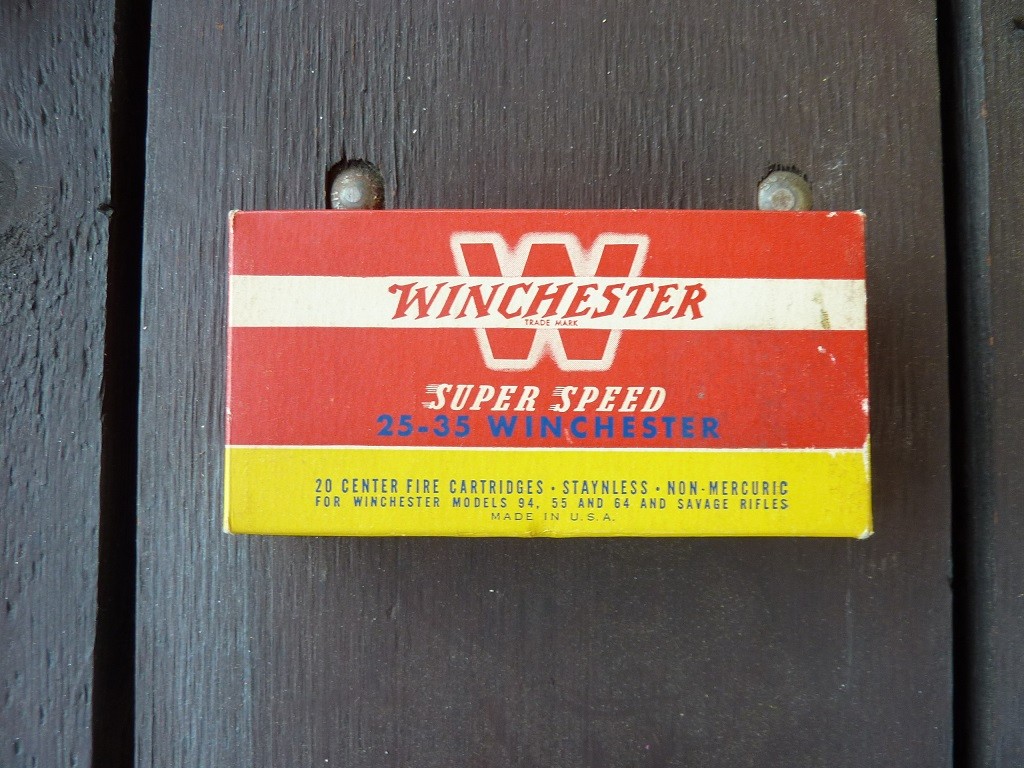 W
WINCHESTER
TRADE MARK
SUPER SPEED
25-35 WINCHESTER
20 CENTER FIRE CARTRIDGES • STAYNLESS • NON-MERCURIC
FOR WINCHESTER MODELS 94, 55 AND 64 AND SAVAGE RIFLES
MADE IN U.S.A.